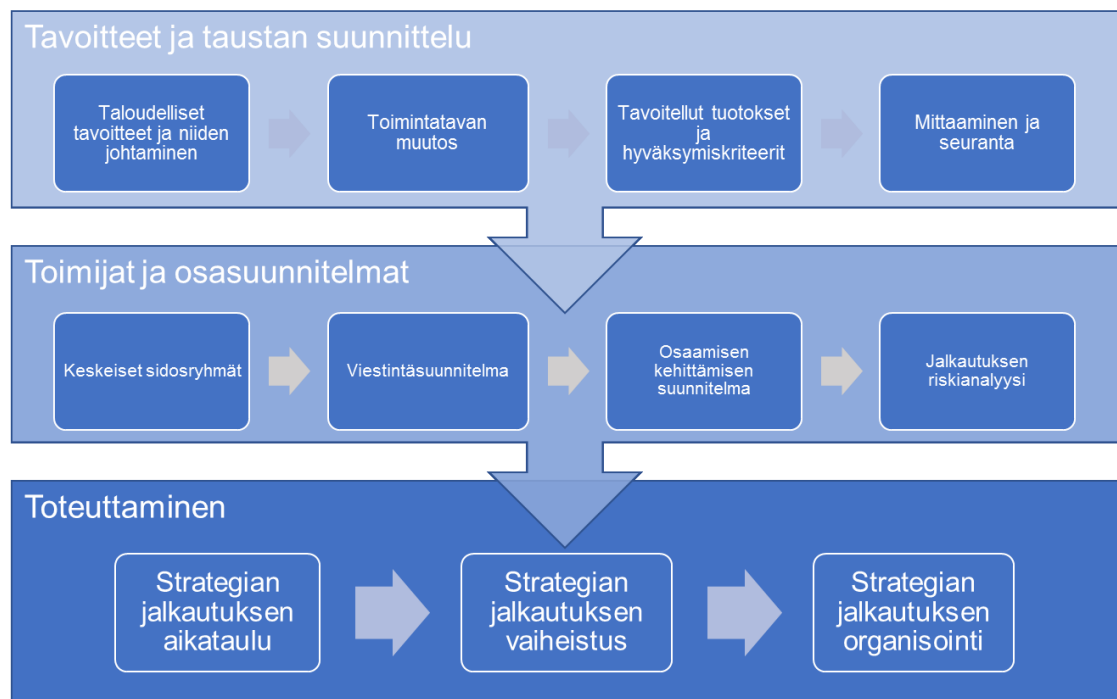 Tavoitteet ja taustan suunnittelu
Taloudelliset
tavoitteet ja niiden
johtaminen
Toimintatavan
muutos
Tavoitellut tuotokset
ja
hyväksymiskriteerit
Mittaaminen ja
seuranta
Toimijat ja osasuunnitelmat
Keskeiset sidosryhmät
Viestintäsuunnitelma
Osaamisen
kehittämisen
suunnitelma
Jalkautuksen
riskianalyysi
Toteuttaminen
Strategian
jalkautuksen
aikataulu
Strategian
jalkautuksen
vaiheistus
Strategian
jalkautuksen
organisointi